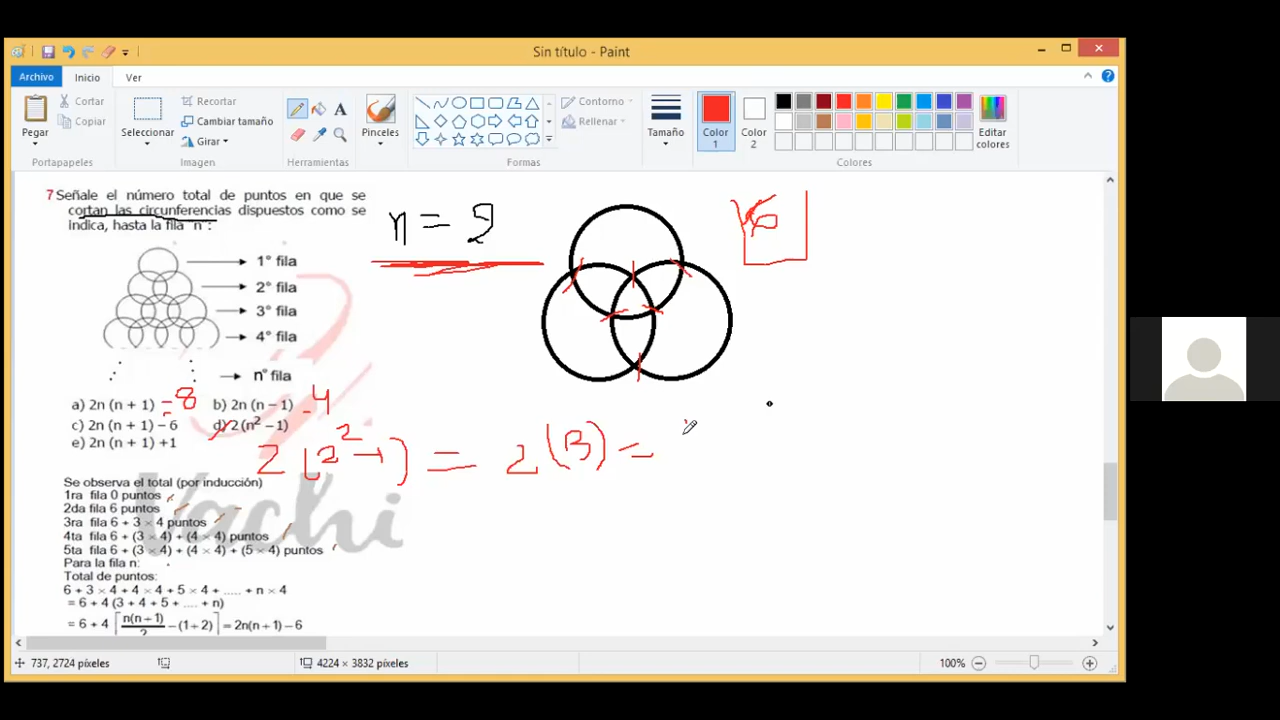 Sin título - Paint
Archivo Inicio Ver
Pegar
Cortar
Copiar
Portapapeles
Seleccionar
Recortar
Cambiar tamaño
Girar
Imagen
A
Herramientas
Pinceles
Contorno
Rellenar
Formas
Tamaño
Color 1
Color 2
Editar colores
Colores
7 Señale el número total de puntos en que se
cortan las circunferencias dispuestos como se
indica, hasta la fila "n":
1° fila
2° fila
3° fila
4° fila
n° fila
a) 2n (n + 1) = 8 b) 2n (n – 1) = 4
c) 2n (n + 1) – 6 d) 2 (n² – 1)
e) 2n (n + 1) +1
n = 2
6
2 (2² - 1) = 2 (3) =
Se observa el total (por inducción)
1ra fila 0 puntos
2da fila 6 puntos
3ra fila 6 + 3 × 4 puntos
4ta fila 6 + (3 × 4) + (4 × 4) puntos
5ta fila 6 + (3 × 4) + (4 × 4) + (5 × 4) puntos
Para la fila n:
Total de puntos:
6 + 3 × 4 + 4 × 4 + 5 × 4 + ..... + n × 4
= 6 + 4 (3 + 4 + 5 + .... + n)
= 6 + 4 [n(n+1)/2 – (1+2)] = 2n(n+1) – 6
Vachi
737, 2724 píxeles
4224 × 3832 píxeles
100%